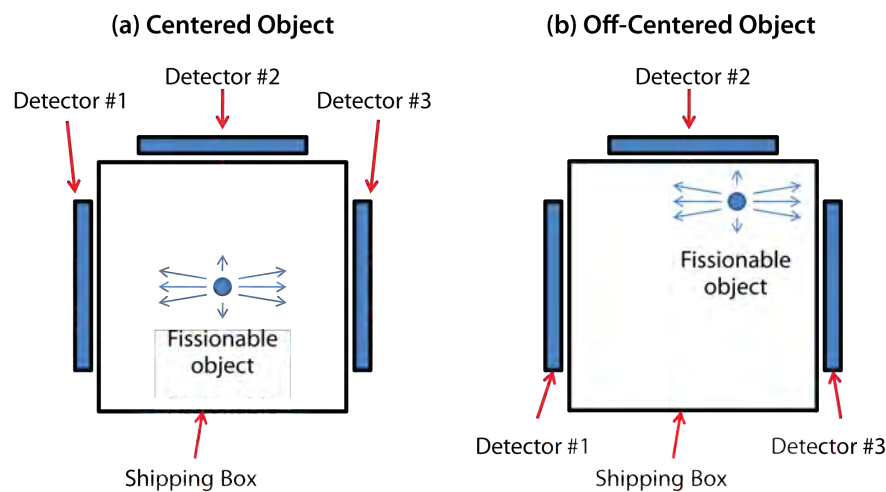 (a) Centered Object
Detector #2
Detector #1
Detector #3
Fissionable
object
Shipping Box
(b) Off-Centered Object
Detector #2
Fissionable
object
Detector #1
Detector #3
Shipping Box